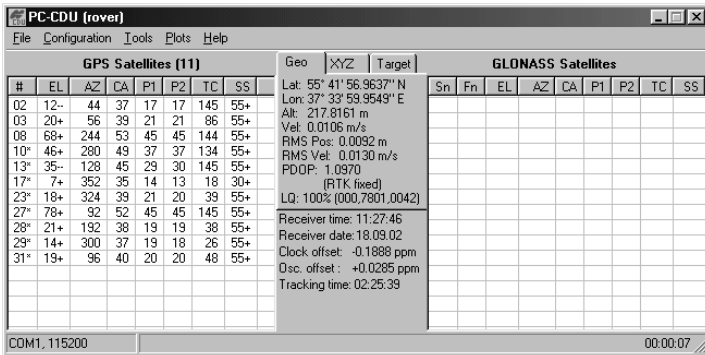 PC-CDU (rover)
File Configuration Tools Plots Help
GPS Satellites (11)
# EL AZ CA P1 P2 TC SS
02 12-- 44 37 17 17 145 55+
03 20+ 56 39 21 21 86 55+
08 68+ 244 53 45 45 144 55+
10* 46+ 280 49 37 37 134 55+
13* 35-- 128 45 29 30 145 55+
17* 7+ 352 35 14 13 18 30+
23* 18+ 324 39 21 20 39 55+
27* 78+ 92 52 45 45 145 55+
28* 21+ 192 38 19 19 38 55+
29* 14+ 300 37 19 18 26 55+
31* 19+ 96 40 20 20 48 55+
Geo XYZ Target
Lat: 55° 41' 56.9637'' N
Lon: 37° 33' 59.9549'' E
Alt: 217.8161 m
Vel: 0.0106 m/s
RMS Pos: 0.0092 m
RMS Vel: 0.0130 m/s
PDOP: 1.0970
(RTK fixed)
LQ: 100% (000,7801,0042)
Receiver time: 11:27:46
Receiver date: 18.09.02
Clock offset: -0.1888 ppm
Osc. offset : +0.0285 ppm
Tracking time: 02:25:39
GLONASS Satellites
Sn Fn EL AZ CA P1 P2 TC SS
COM1, 115200
00:00:07